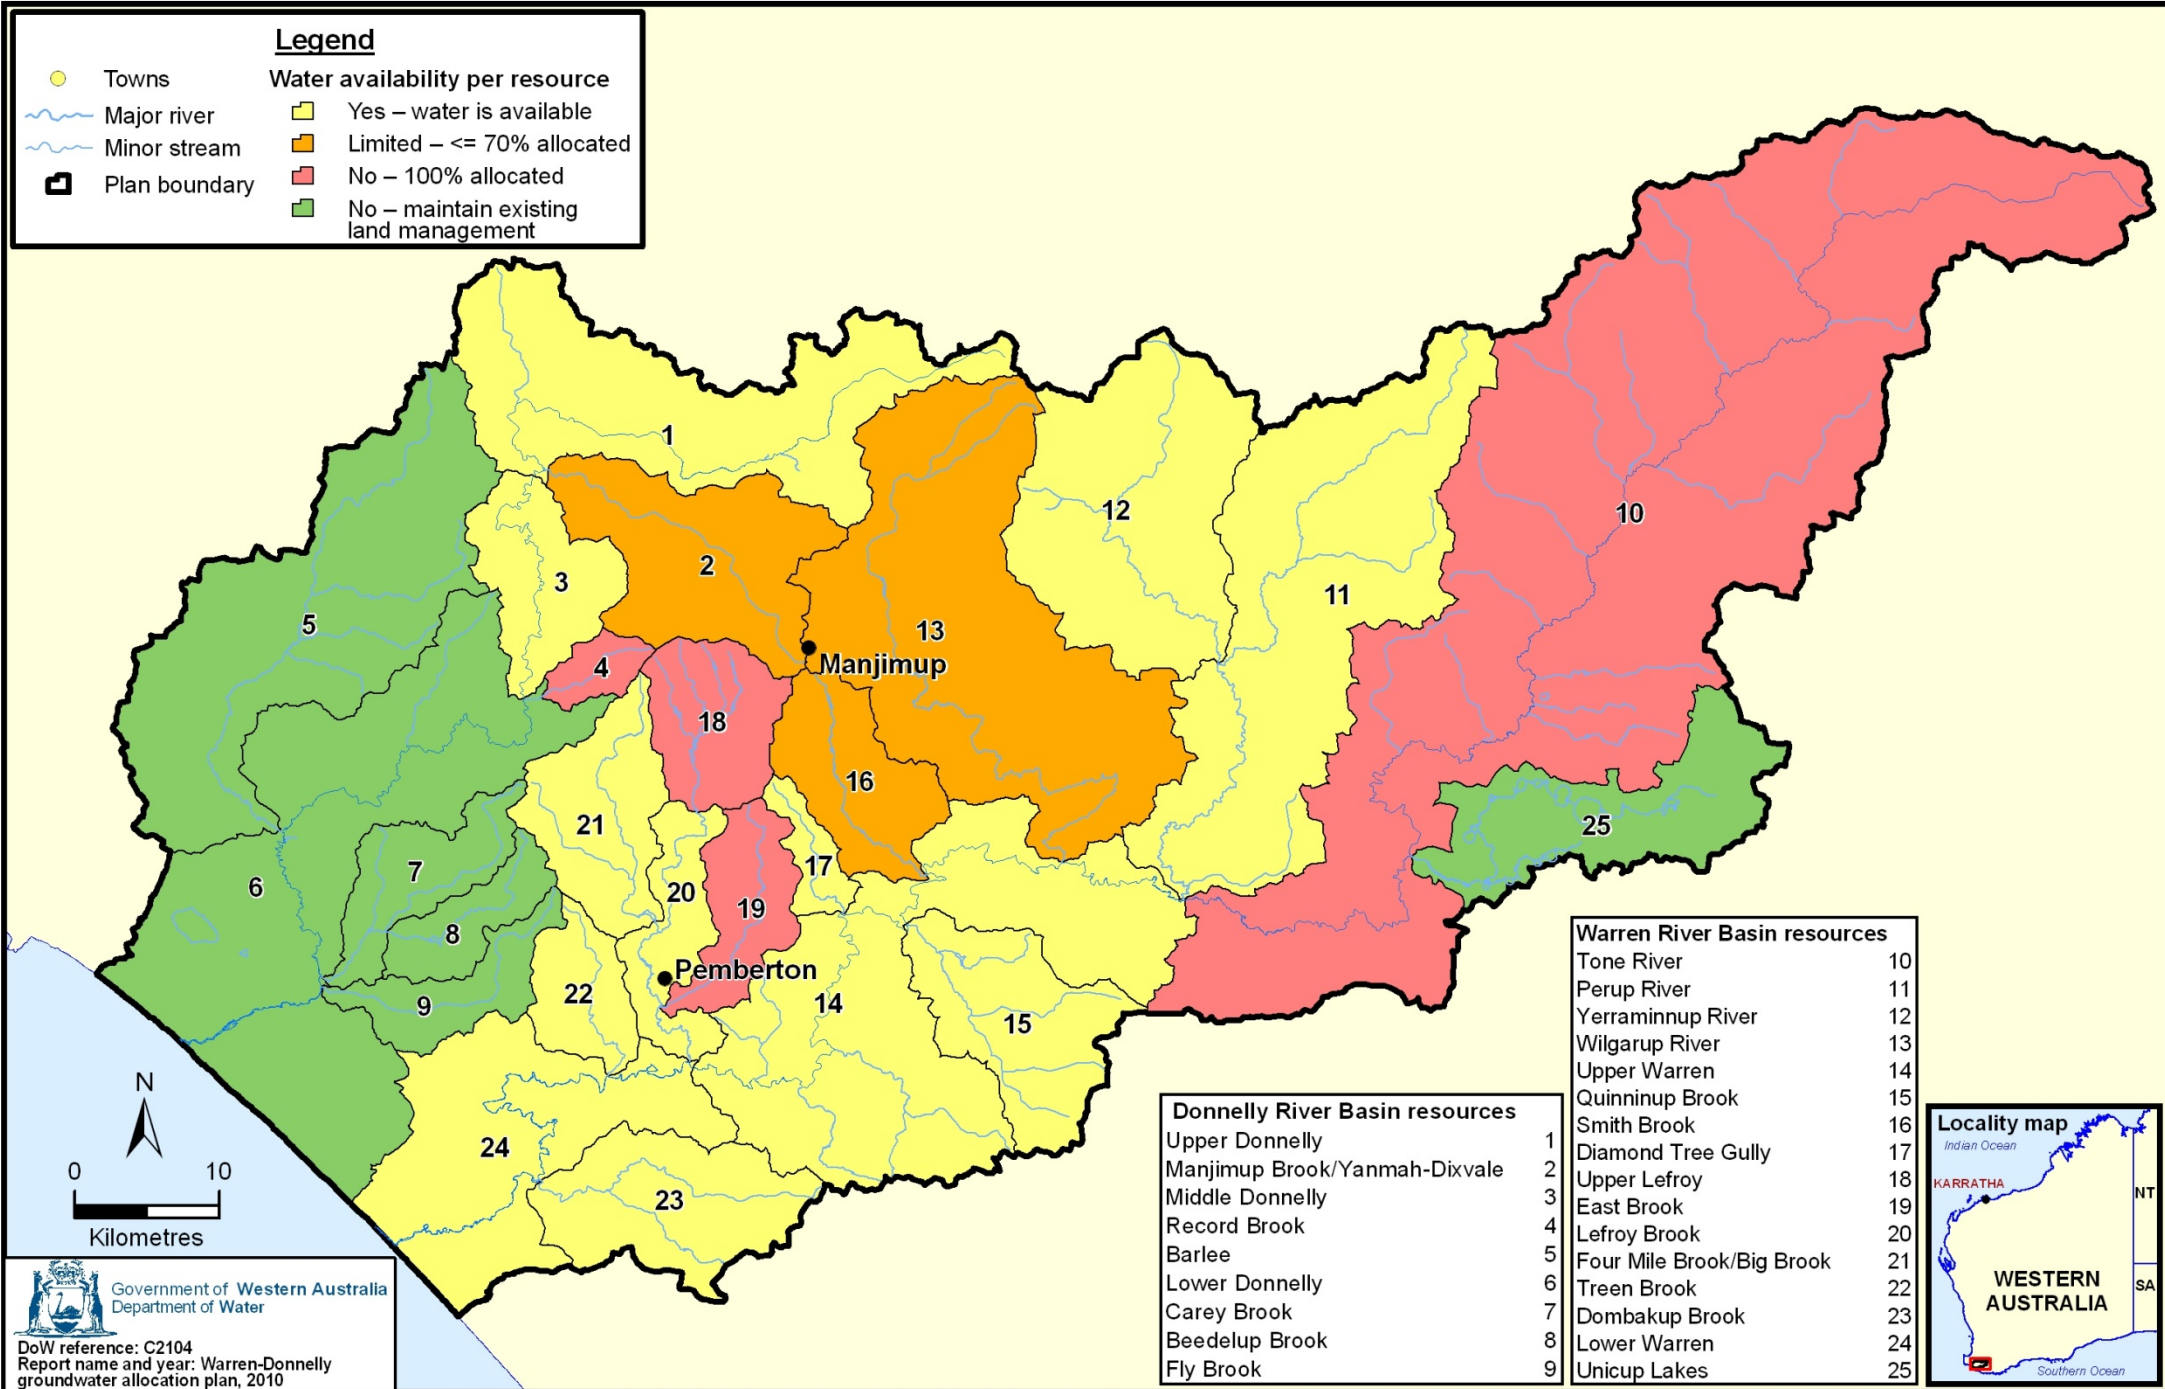 Legend
Towns
Major river
Minor stream
Plan boundary
Water availability per resource
Yes – water is available
Limited – <= 70% allocated
No – 100% allocated
No – maintain existing
land management
1
2
3
4
5
6
7
8
9
10
11
12
13
14
15
16
17
18
19
20
21
22
23
24
25
Manjimup
Pemberton
N
0 10
Kilometres
Government of Western Australia
Department of Water
DoW reference: C2104
Report name and year: Warren-Donnelly
groundwater allocation plan, 2010
Donnelly River Basin resources
Upper Donnelly 1
Manjimup Brook/Yanmah-Dixvale 2
Middle Donnelly 3
Record Brook 4
Barlee 5
Lower Donnelly 6
Carey Brook 7
Beedelup Brook 8
Fly Brook 9
Warren River Basin resources
Tone River 10
Perup River 11
Yerraminnup River 12
Wilgarup River 13
Upper Warren 14
Quinninup Brook 15
Smith Brook 16
Diamond Tree Gully 17
Upper Lefroy 18
East Brook 19
Lefroy Brook 20
Four Mile Brook/Big Brook 21
Treen Brook 22
Dombakup Brook 23
Lower Warren 24
Unicup Lakes 25
Locality map
Indian Ocean
KARRATHA
NT
WESTERN
AUSTRALIA
SA
Southern Ocean